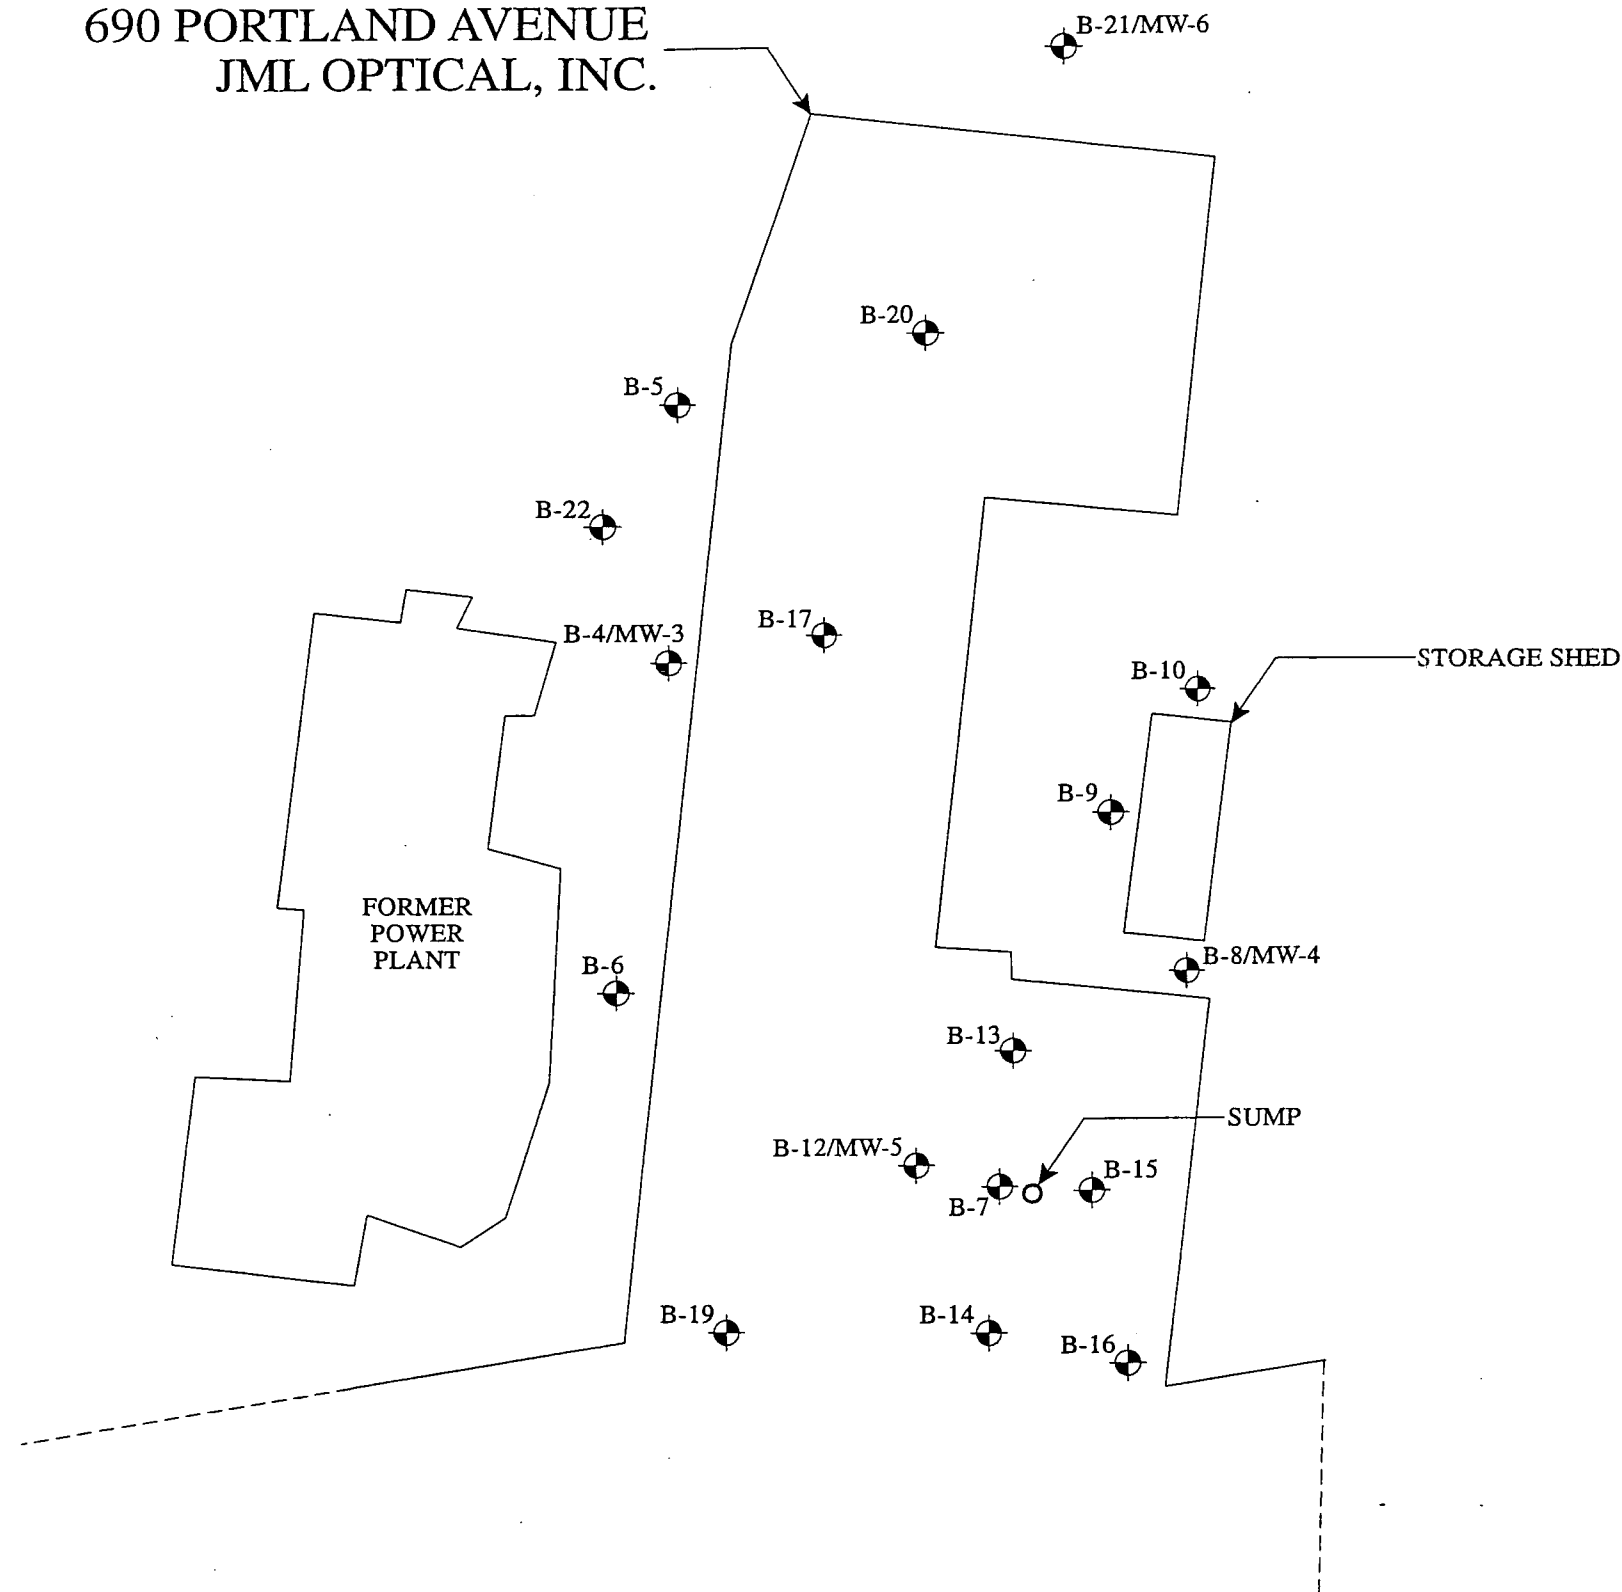 690 PORTLAND AVENUE
JML OPTICAL, INC.
B-21/MW-6
B-20
B-5
B-22
B-17
B-4/MW-3
STORAGE SHED
B-10
B-9
FORMER
POWER
PLANT
B-6
B-8/MW-4
B-13
SUMP
B-12/MW-5
B-15
B-7
B-19
B-14
B-16